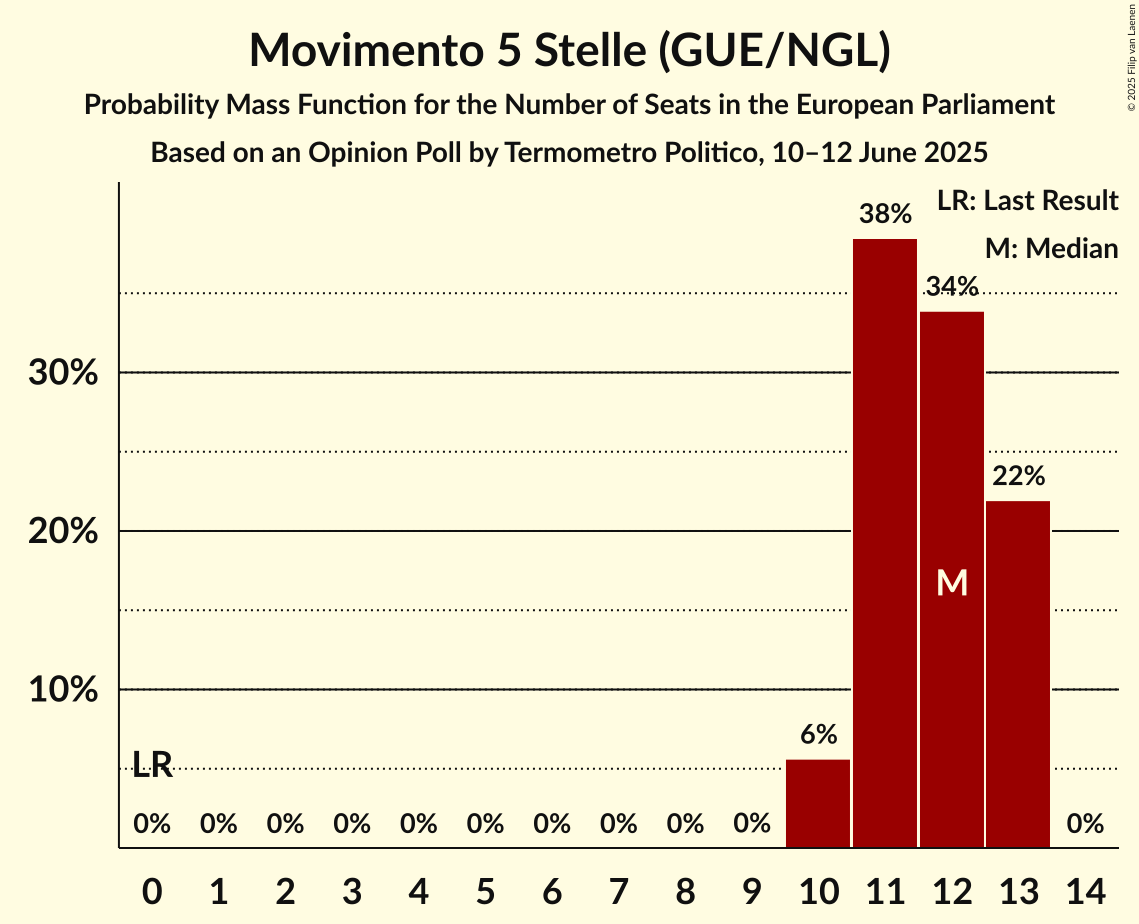 Movimento 5 Stelle (GUE/NGL)
Probability Mass Function for the Number of Seats in the European Parliament
Based on an Opinion Poll by Termometro Politico, 10–12 June 2025
© 2025 Filip van Laenen
LR: Last Result
M: Median
38%
34%
30%
22%
20%
M
10%
6%
LR
0% 0% 0% 0% 0% 0% 0% 0% 0% 0% 0%
0 1 2 3 4 5 6 7 8 9 10 11 12 13 14